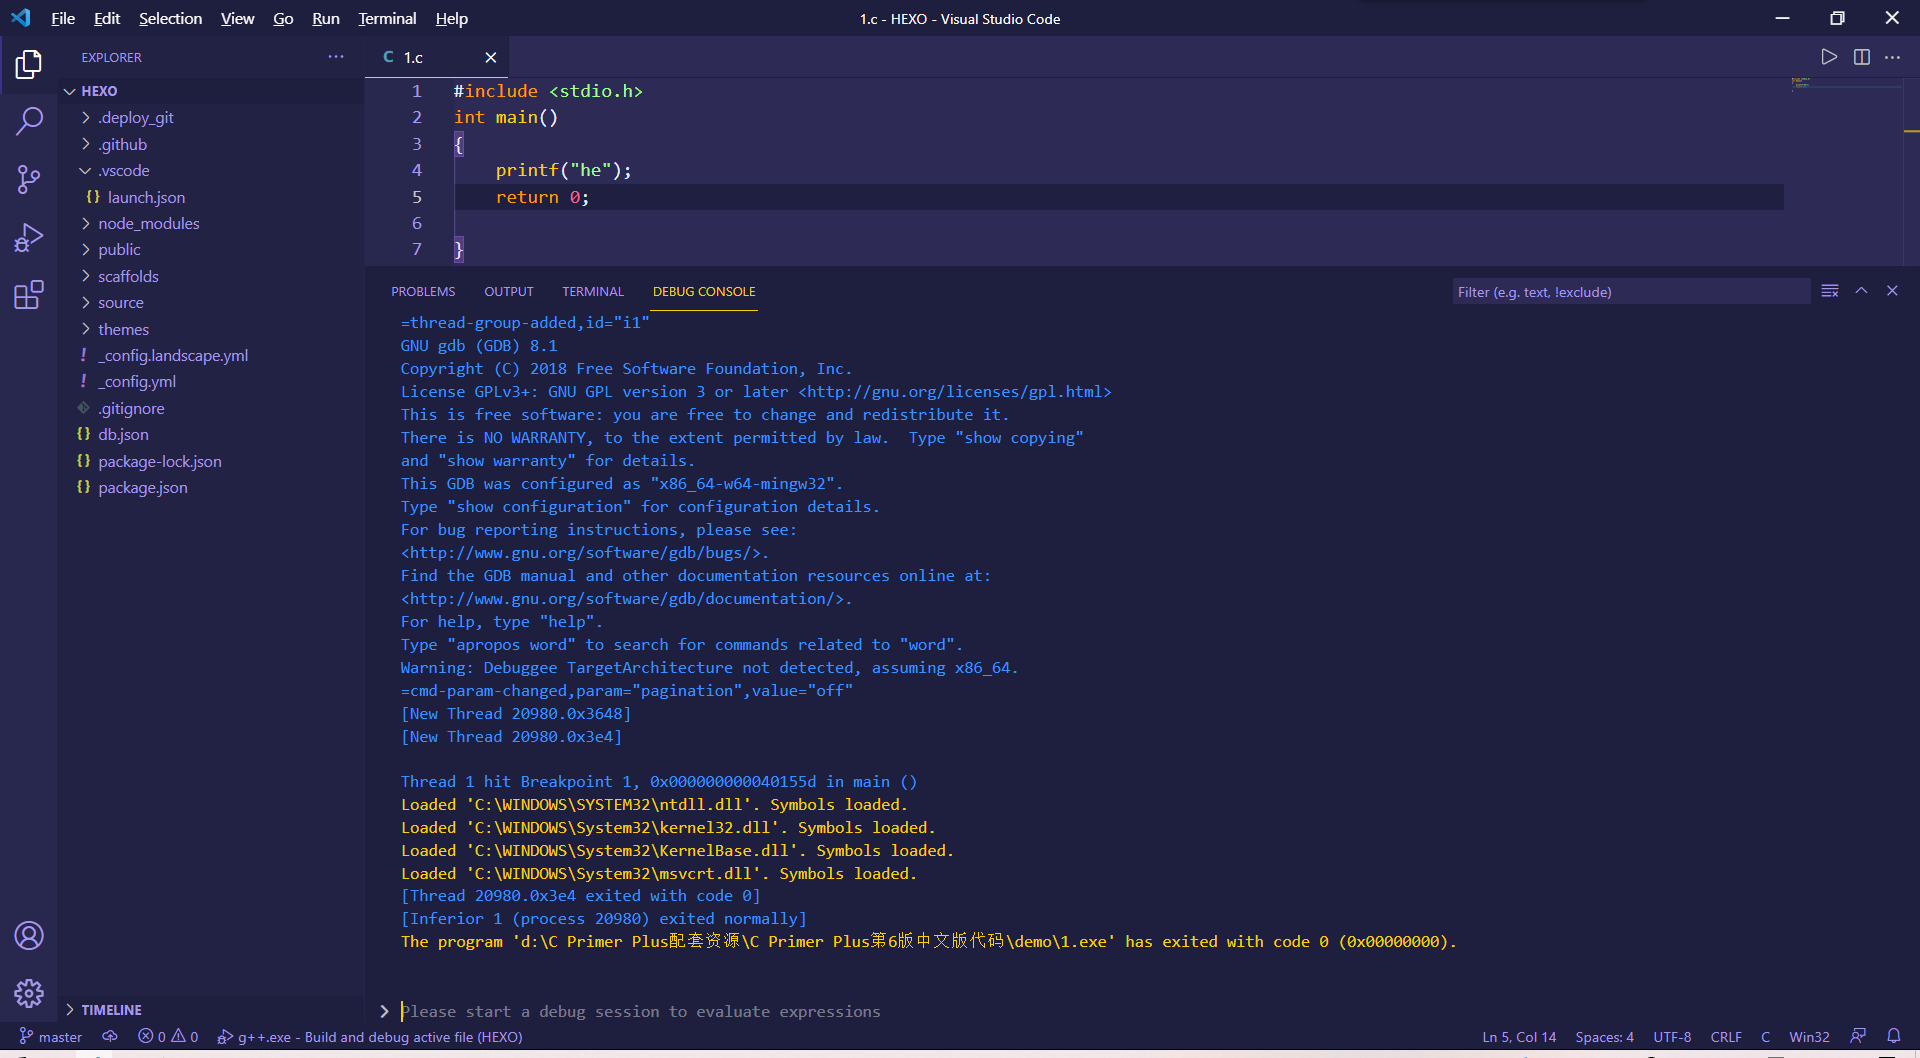 File Edit Selection View Go Run Terminal Help
1.c - HEXO - Visual Studio Code
EXPLORER
HEXO
.deploy_git
.github
.vscode
{} launch.json
node_modules
public
scaffolds
source
themes
! _config.landscape.yml
! _config.yml
.gitignore
{} db.json
{} package-lock.json
{} package.json
TIMELINE
C 1.c
1 #include <stdio.h>
2 int main()
3 {
4     printf("he");
5     return 0;
6
7 }
PROBLEMS OUTPUT TERMINAL DEBUG CONSOLE
Filter (e.g. text, !exclude)
=thread-group-added,id="i1"
GNU gdb (GDB) 8.1
Copyright (C) 2018 Free Software Foundation, Inc.
License GPLv3+: GNU GPL version 3 or later <http://gnu.org/licenses/gpl.html>
This is free software: you are free to change and redistribute it.
There is NO WARRANTY, to the extent permitted by law.  Type "show copying"
and "show warranty" for details.
This GDB was configured as "x86_64-w64-mingw32".
Type "show configuration" for configuration details.
For bug reporting instructions, please see:
<http://www.gnu.org/software/gdb/bugs/>.
Find the GDB manual and other documentation resources online at:
<http://www.gnu.org/software/gdb/documentation/>.
For help, type "help".
Type "apropos word" to search for commands related to "word".
Warning: Debuggee TargetArchitecture not detected, assuming x86_64.
=cmd-param-changed,param="pagination",value="off"
[New Thread 20980.0x3648]
[New Thread 20980.0x3e4]
Thread 1 hit Breakpoint 1, 0x000000000040155d in main ()
Loaded 'C:\WINDOWS\SYSTEM32\ntdll.dll'. Symbols loaded.
Loaded 'C:\WINDOWS\System32\kernel32.dll'. Symbols loaded.
Loaded 'C:\WINDOWS\System32\KernelBase.dll'. Symbols loaded.
Loaded 'C:\WINDOWS\System32\msvcrt.dll'. Symbols loaded.
[Thread 20980.0x3e4 exited with code 0]
[Inferior 1 (process 20980) exited normally]
The program 'd:\C Primer Plus配套资源\C Primer Plus第6版中文版代码\demo\1.exe' has exited with code 0 (0x00000000).
Please start a debug session to evaluate expressions
master 0 0 g++.exe - Build and debug active file (HEXO) Ln 5, Col 14 Spaces: 4 UTF-8 CRLF C Win32